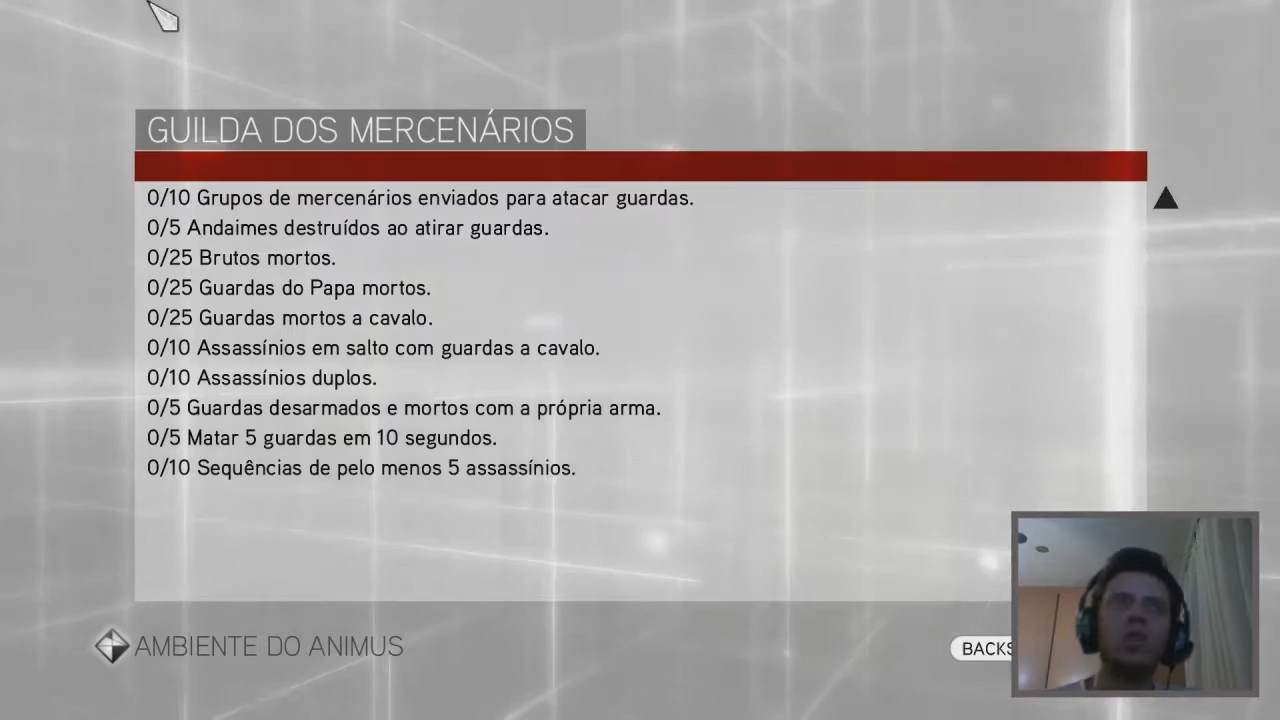 GUILDA DOS MERCENÁRIOS
0/10 Grupos de mercenários enviados para atacar guardas.
0/5 Andaimes destruídos ao atirar guardas.
0/25 Brutos mortos.
0/25 Guardas do Papa mortos.
0/25 Guardas mortos a cavalo.
0/10 Assassínios em salto com guardas a cavalo.
0/10 Assassínios duplos.
0/5 Guardas desarmados e mortos com a própria arma.
0/5 Matar 5 guardas em 10 segundos.
0/10 Sequências de pelo menos 5 assassínios.
AMBIENTE DO ANIMUS
BACKS